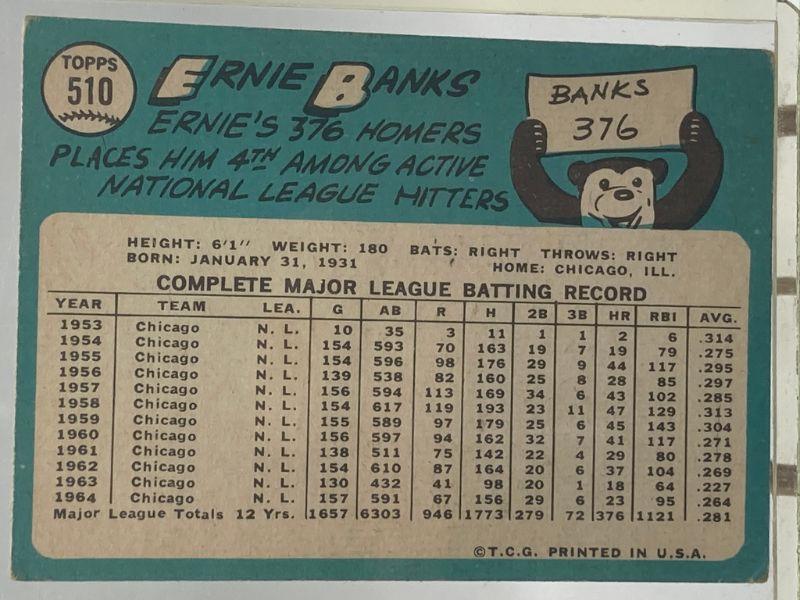 TOPPS
510
ERNIE BANKS
ERNIE'S 376 HOMERS
PLACES HIM 4TH AMONG ACTIVE
NATIONAL LEAGUE HITTERS
BANKS
376
HEIGHT: 6'1" WEIGHT: 180 BATS: RIGHT THROWS: RIGHT
BORN: JANUARY 31, 1931 HOME: CHICAGO, ILL.
COMPLETE MAJOR LEAGUE BATTING RECORD
YEAR TEAM LEA. G AB R H 2B 3B HR RBI AVG.
1953 Chicago N. L. 10 35 3 11 1 1 2 6 .314
1954 Chicago N. L. 154 593 70 163 19 7 19 79 .275
1955 Chicago N. L. 154 596 98 176 29 9 44 117 .295
1956 Chicago N. L. 139 538 82 160 25 8 28 85 .297
1957 Chicago N. L. 156 594 113 169 34 6 43 102 .285
1958 Chicago N. L. 154 617 119 193 23 11 47 129 .313
1959 Chicago N. L. 155 589 97 179 25 6 45 143 .304
1960 Chicago N. L. 156 597 94 162 32 7 41 117 .271
1961 Chicago N. L. 138 511 75 142 22 4 29 80 .278
1962 Chicago N. L. 154 610 87 164 20 6 37 104 .269
1963 Chicago N. L. 130 432 41 98 20 1 18 64 .227
1964 Chicago N. L. 157 591 67 156 29 6 23 95 .264
Major League Totals 12 Yrs. 1657 6303 946 1773 279 72 376 1121 .281
©T.C.G. PRINTED IN U.S.A.